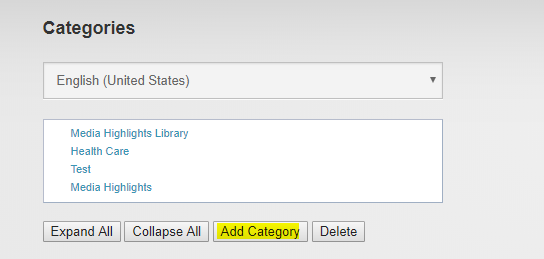 Categories
English (United States)
Media Highlights Library
Health Care
Test
Media Highlights
Expand All Collapse All Add Category Delete